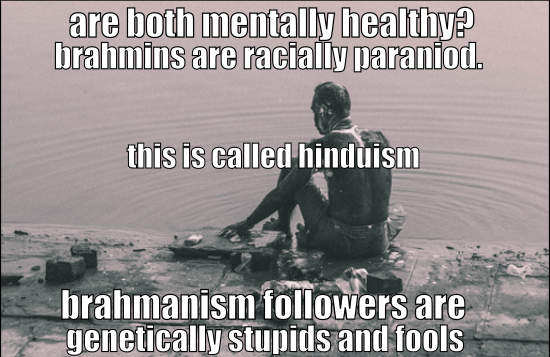 are both mentally healthy?
brahmins are racially paraniod.
this is called hinduism
brahmanism followers are
genetically stupids and fools